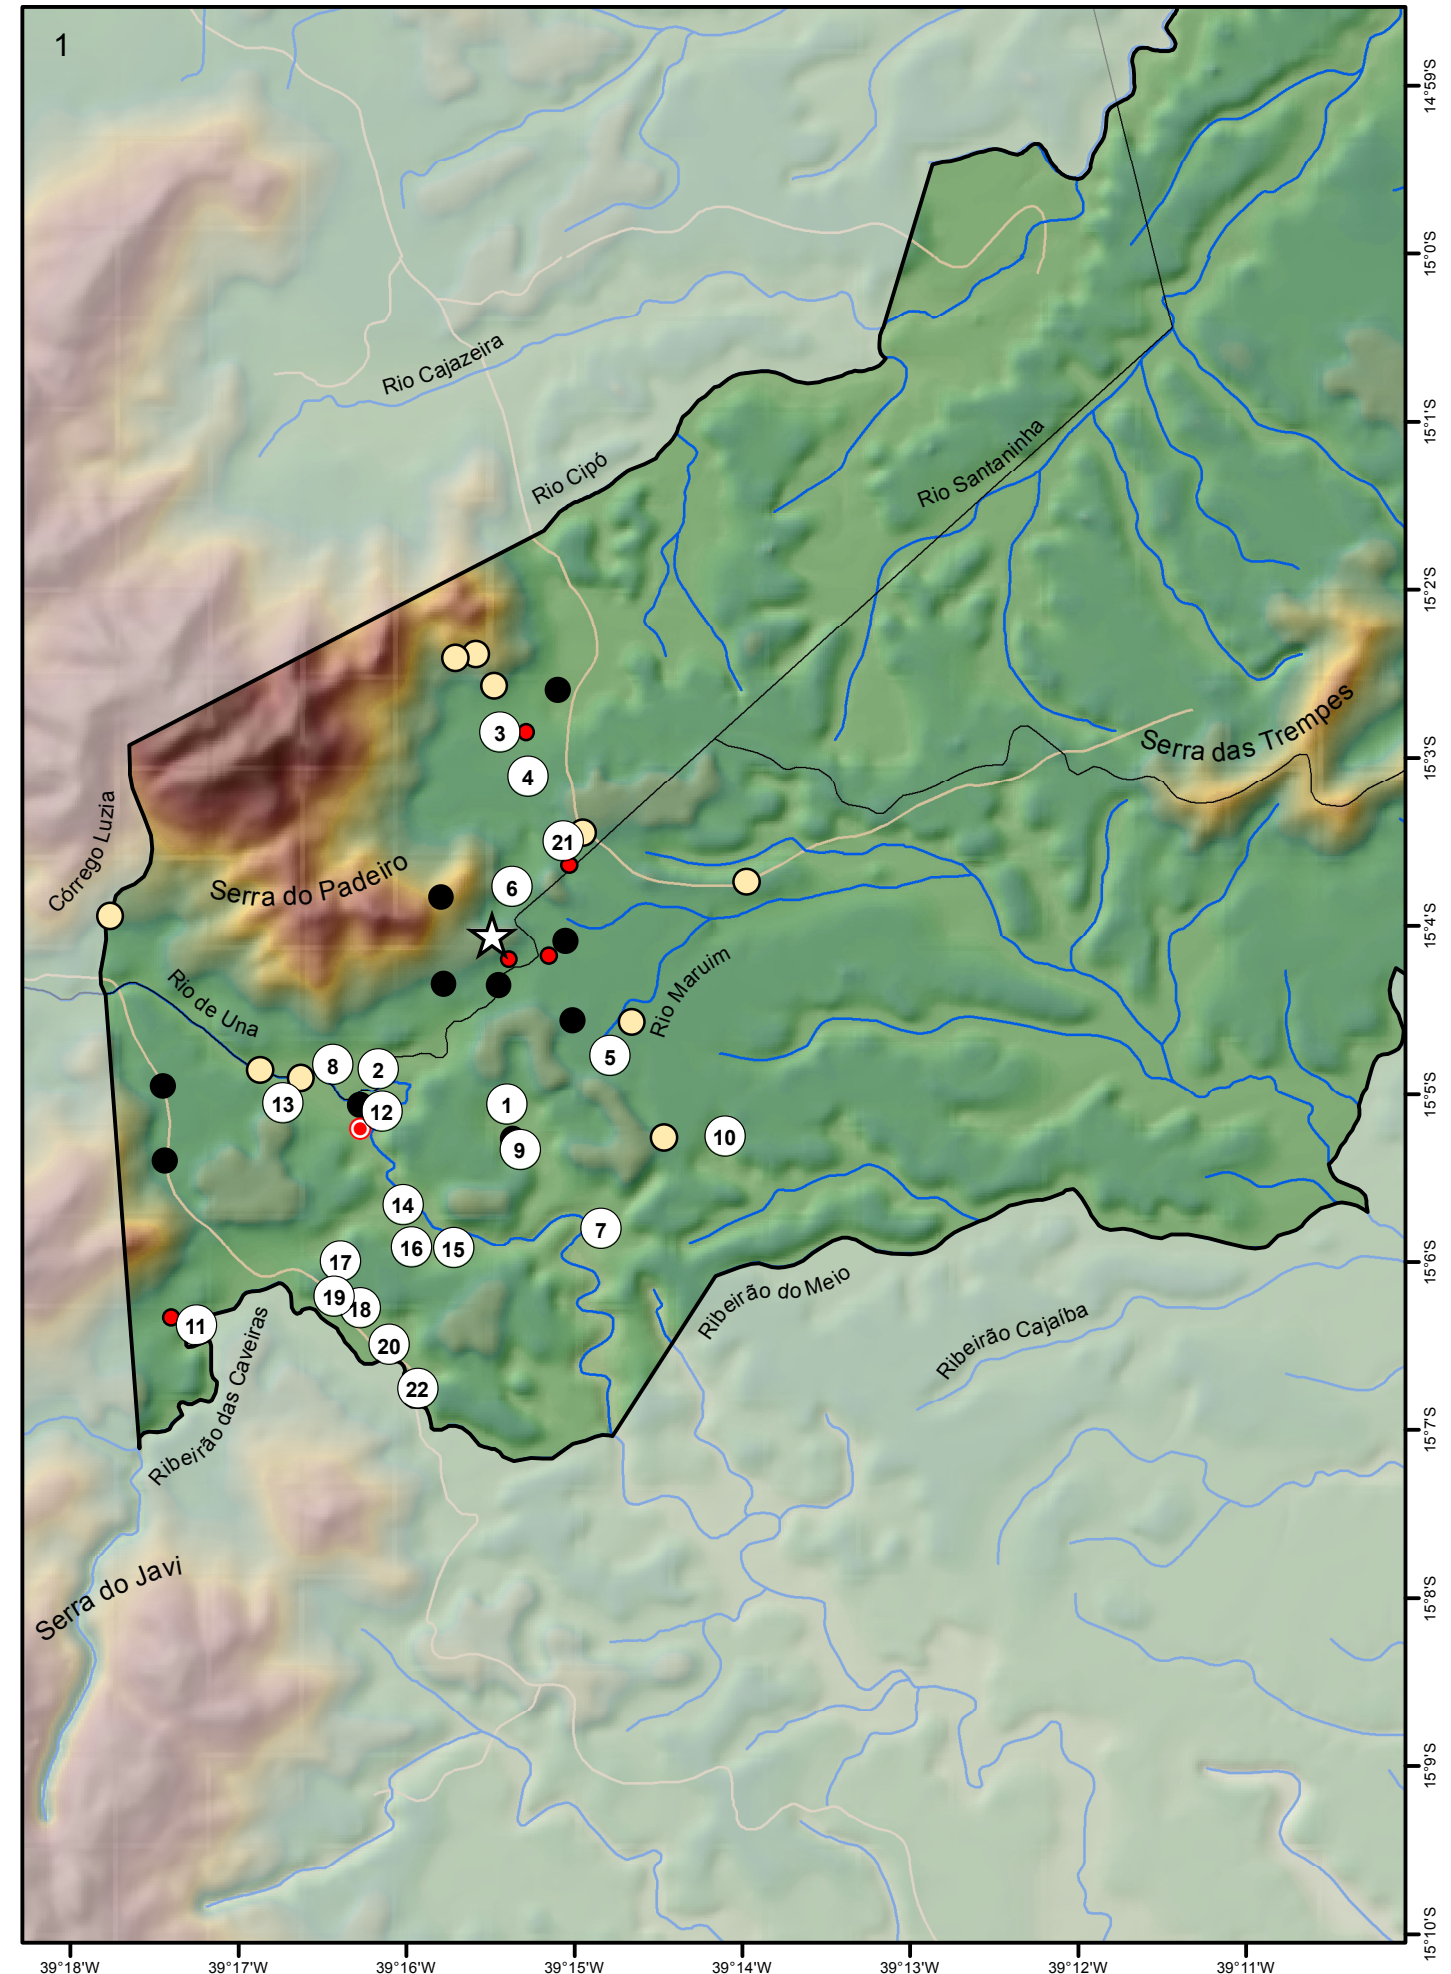 1
14°59'S
15°0'S
Rio Cajazeira
15°1'S
Rio Cipó
Rio Santaninha
15°2'S
3
4
Serra das Trempes
15°3'S
21
Córrego Luzia
Serra do Padeiro
6
15°4'S
Rio de Una
Rio Maruim
5
8
2
13
12
1
15°5'S
9
10
14
7
16
15
17
15°6'S
19
18
11
20
22
Ribeirão do Meio
Ribeirão Cajaíba
Ribeirão das Caveiras
15°7'S
Serra do Javi
15°8'S
15°9'S
15°10'S
39°18'W
39°17'W
39°16'W
39°15'W
39°14'W
39°13'W
39°12'W
39°11'W